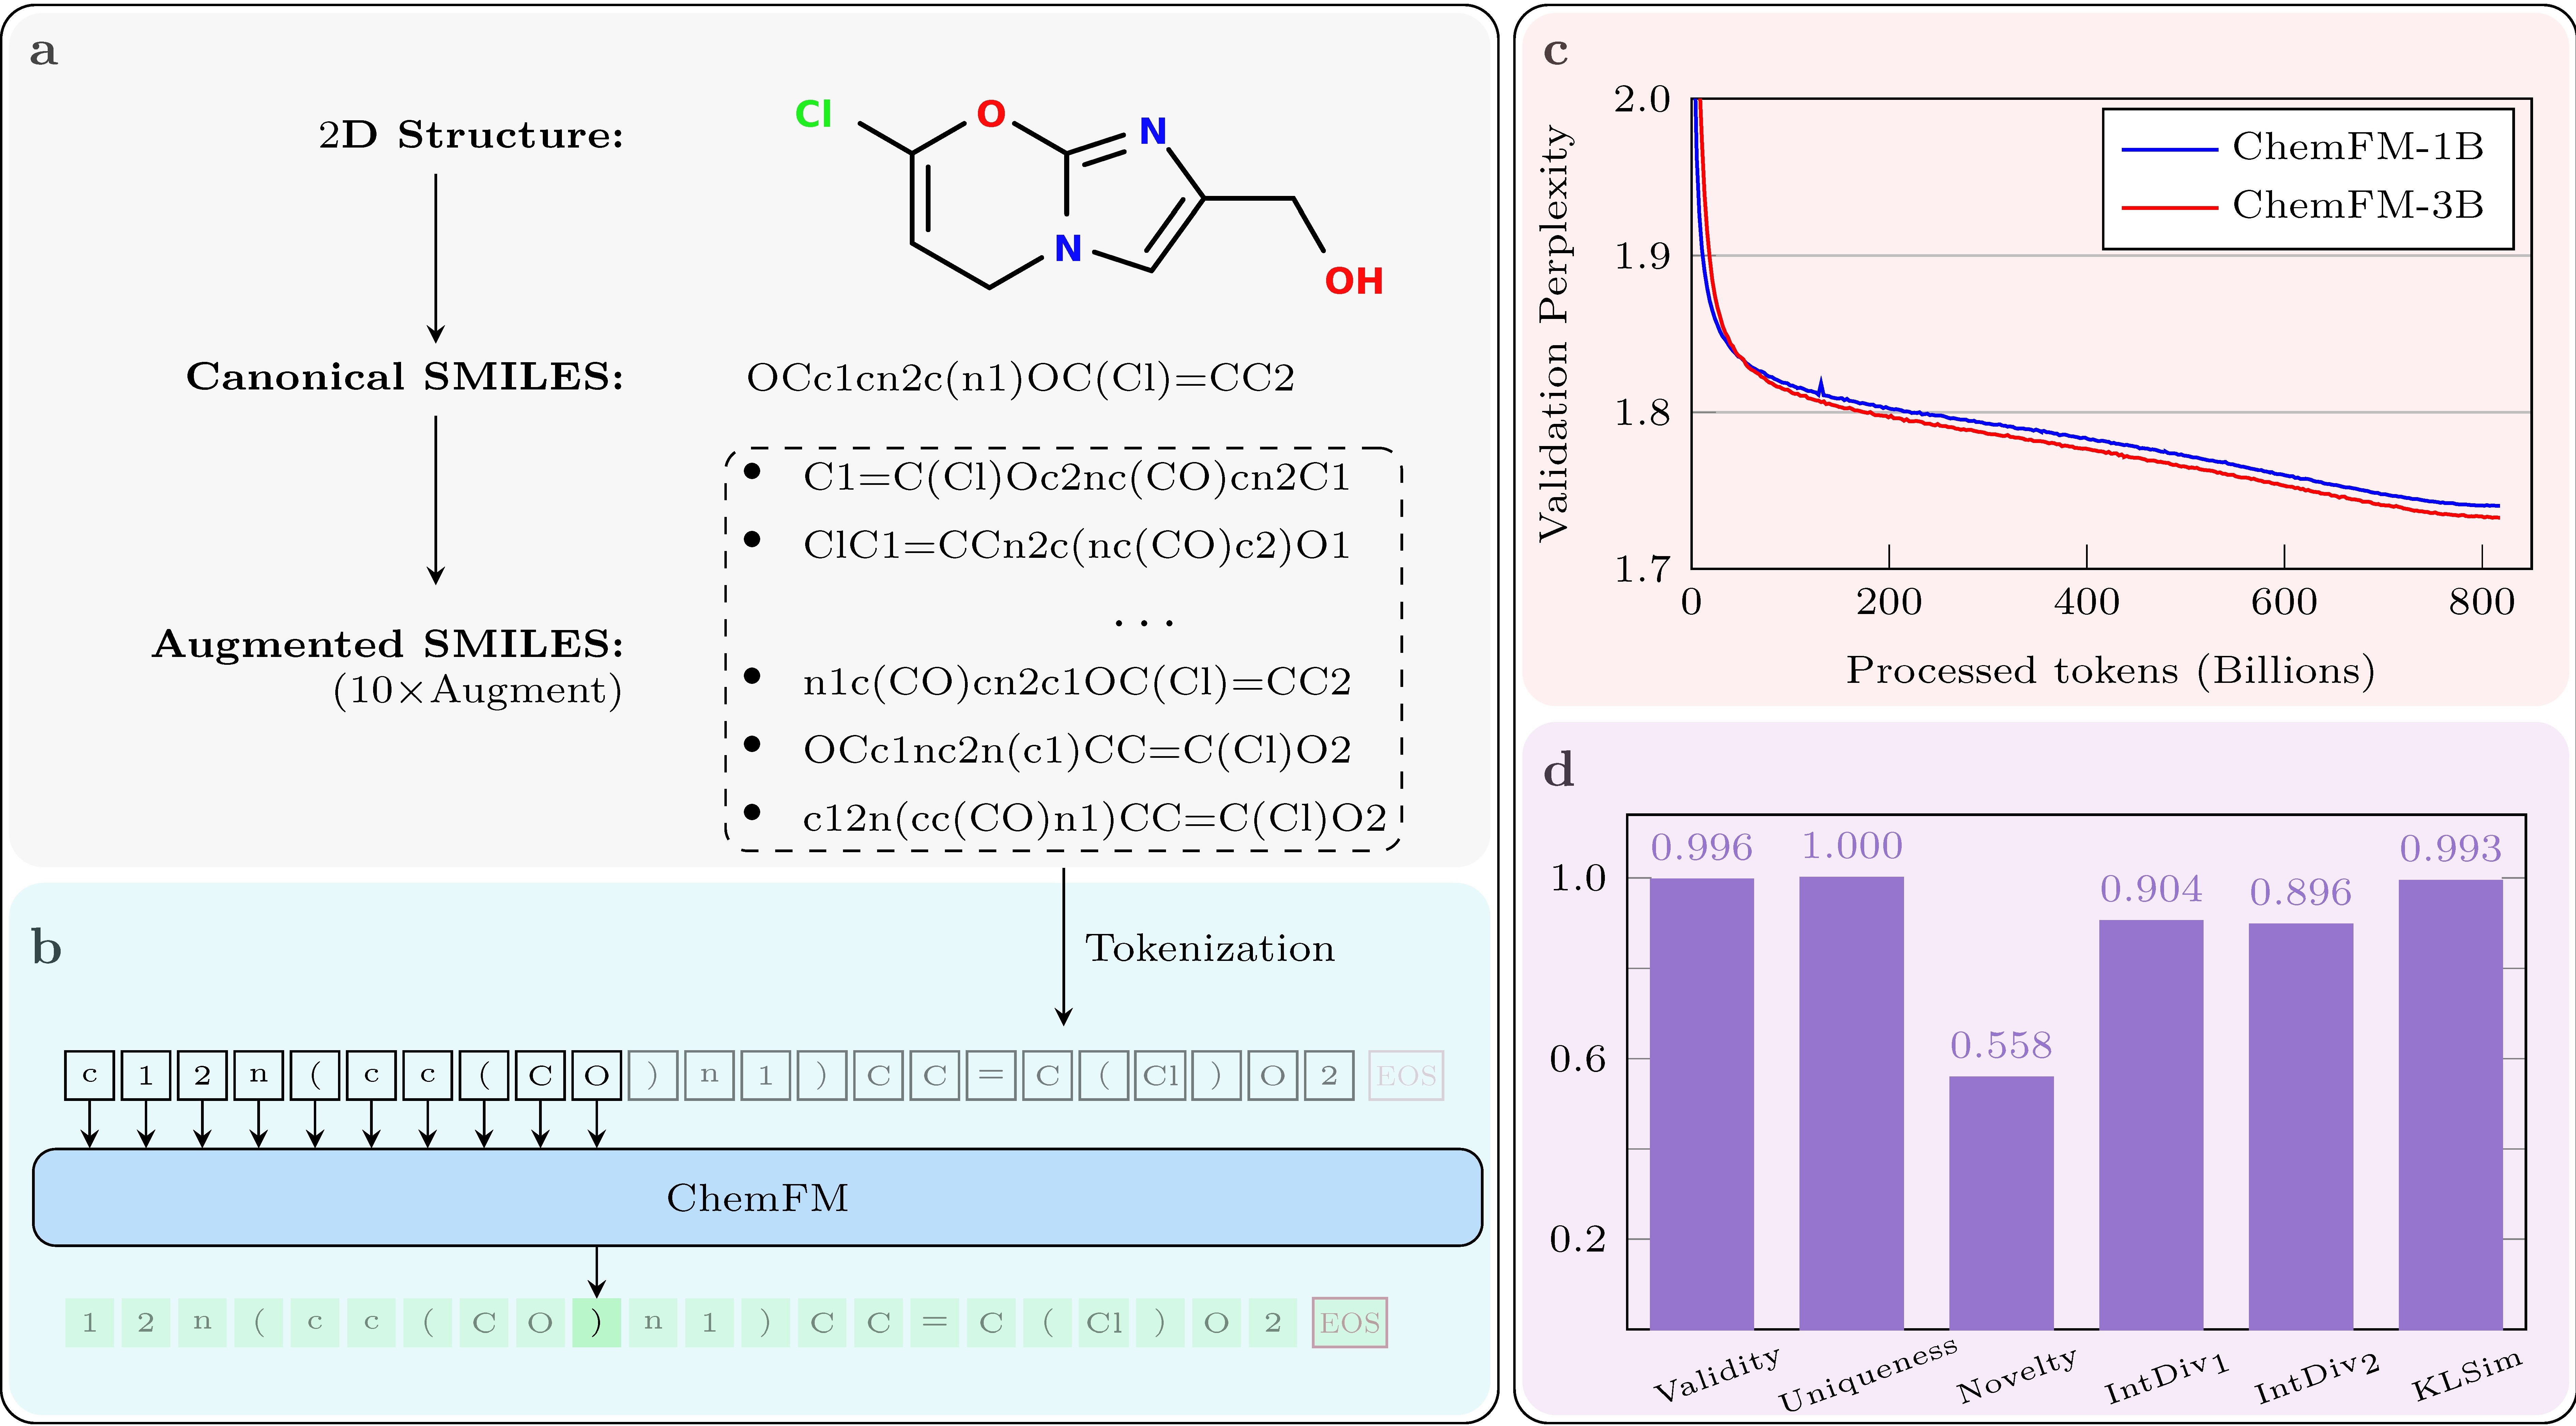 a
2D Structure:
Cl O N N OH
Canonical SMILES: OCc1cn2c(n1)OC(Cl)=CC2
Augmented SMILES:
(10×Augment)
• C1=C(Cl)Oc2nc(CO)cn2C1
• ClC1=CCn2c(nc(CO)c2)O1
...
• n1c(CO)cn2c1OC(Cl)=CC2
• OCc1nc2n(c1)CC=C(Cl)O2
• c12n(cc(CO)n1)CC=C(Cl)O2
b
Tokenization
c 1 2 n ( c c ( C O ) n 1 ) C C = C ( Cl ) O 2 EOS
ChemFM
1 2 n ( c c ( C O ) n 1 ) C C = C ( Cl ) O 2 EOS
c
Validation Perplexity
2.0
1.9
1.8
1.7
ChemFM-1B
ChemFM-3B
0 200 400 600 800
Processed tokens (Billions)
d
1.0
0.6
0.2
0.996 1.000 0.558 0.904 0.896 0.993
Validity Uniqueness Novelty IntDiv1 IntDiv2 KLSim